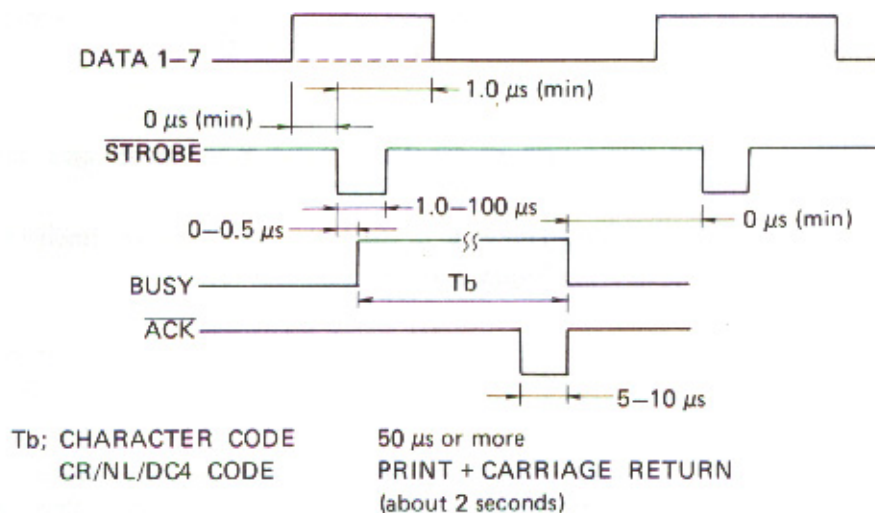 DATA 1–7
1.0 μs (min)
0 μs (min)
STROBE
1.0–100 μs
0–0.5 μs
0 μs (min)
BUSY
Tb
ACK
5–10 μs
Tb; CHARACTER CODE 50 μs or more
CR/NL/DC4 CODE PRINT + CARRIAGE RETURN
(about 2 seconds)